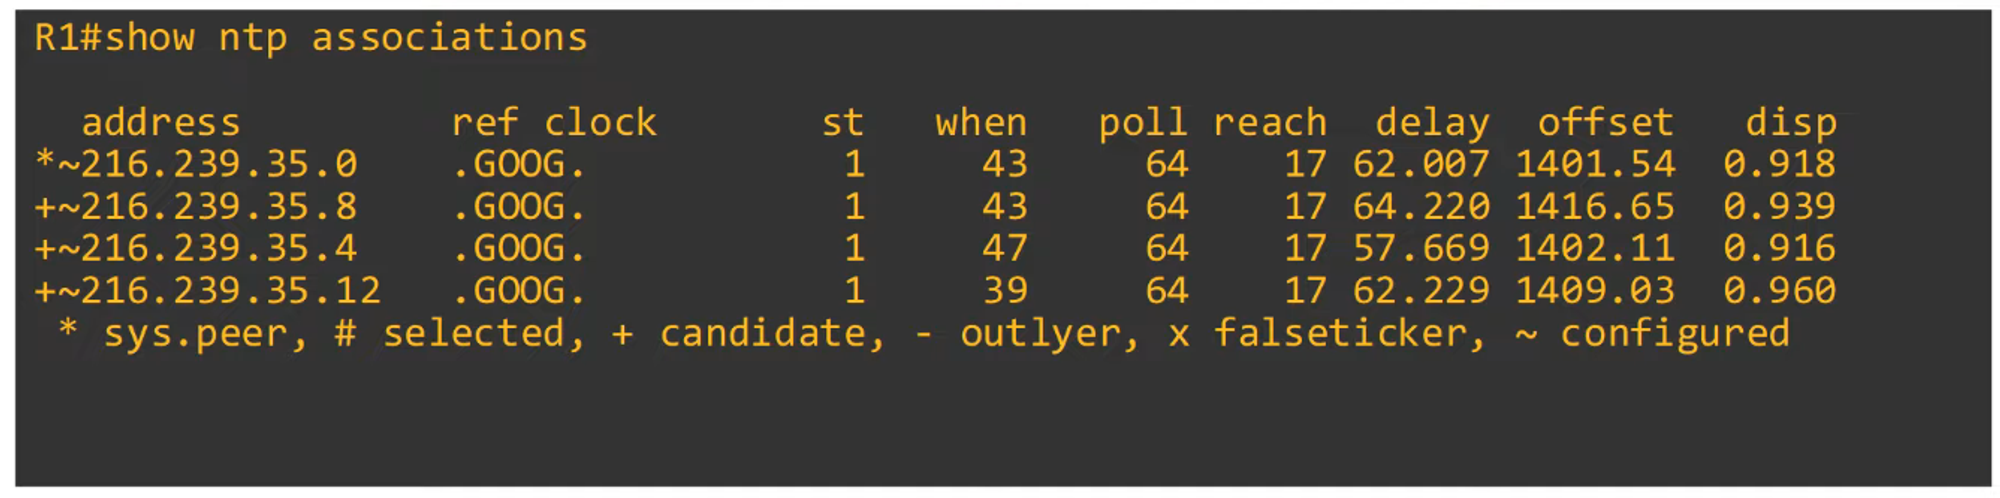 R1#show ntp associations
address ref clock st when poll reach delay offset disp
*~216.239.35.0 .GOOG. 1 43 64 17 62.007 1401.54 0.918
+~216.239.35.8 .GOOG. 1 43 64 17 64.220 1416.65 0.939
+~216.239.35.4 .GOOG. 1 47 64 17 57.669 1402.11 0.916
+~216.239.35.12 .GOOG. 1 39 64 17 62.229 1409.03 0.960
* sys.peer, # selected, + candidate, - outlyer, x falseticker, ~ configured